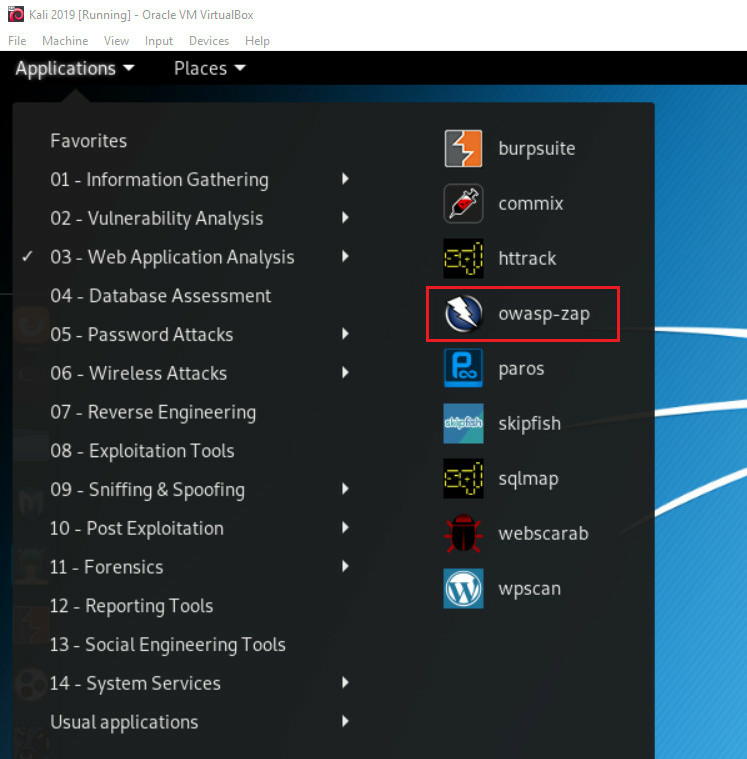 Kali 2019 [Running] - Oracle VM VirtualBox
File Machine View Input Devices Help
Applications Places
Favorites
01 - Information Gathering
02 - Vulnerability Analysis
✓ 03 - Web Application Analysis
04 - Database Assessment
05 - Password Attacks
06 - Wireless Attacks
07 - Reverse Engineering
08 - Exploitation Tools
09 - Sniffing & Spoofing
10 - Post Exploitation
11 - Forensics
12 - Reporting Tools
13 - Social Engineering Tools
14 - System Services
Usual applications
burpsuite
commix
httrack
owasp-zap
paros
skipfish
skipfish
sqlmap
webscarab
wpscan